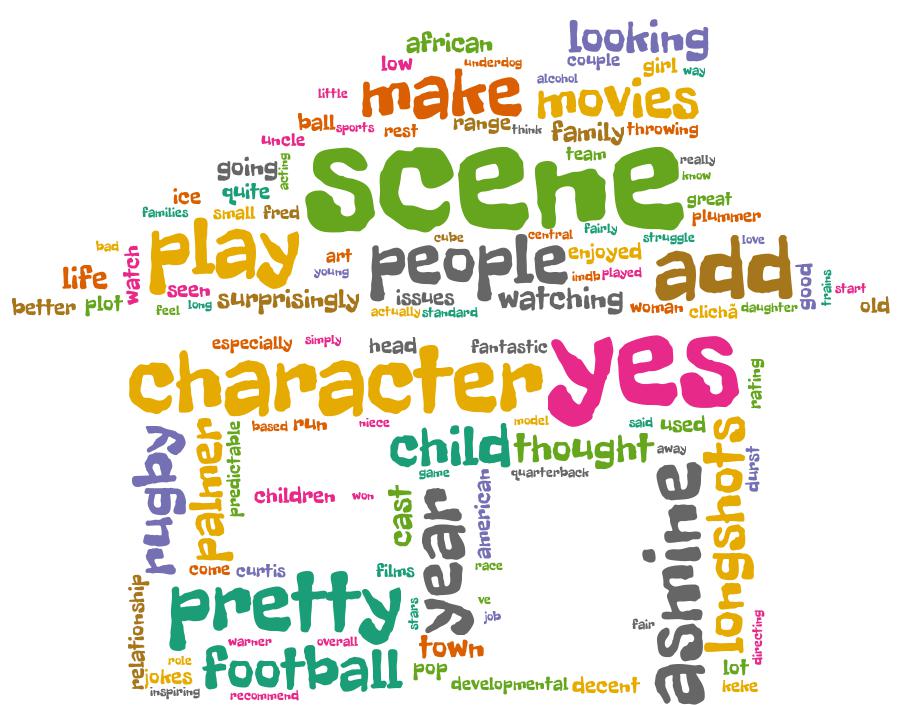 looking
african
couple
low
underdog
girl
way
alcohol
little
make
movies
ball
sports
rest
range
think
family
throwing
uncle
scene
team
really
going
acting
know
quite
ice
great
families
small
fred
plummer
play
cube
central
fairly
struggle
love
bad
watch
art
people
enjoyed
add
life
young
imdb
played
good
trains
start
seen
better
plot
feel
long
surprisingly
issues
watching
woman
clichã
daughter
old
actually
standard
especially
simply
head
fantastic
yes
character
rating
rugby
palmer
predictable
based
run
niece
model
said
used
longshots
child
thought
away
durst
game
quarterback
american
asmine
children
won
cast
year
come
curtis
films
race
relationship
pretty
stars
ve
job
fair
directing
warner
overall
town
role
football
pop
lot
jokes
developmental
decent
keke
inspiring
recommend